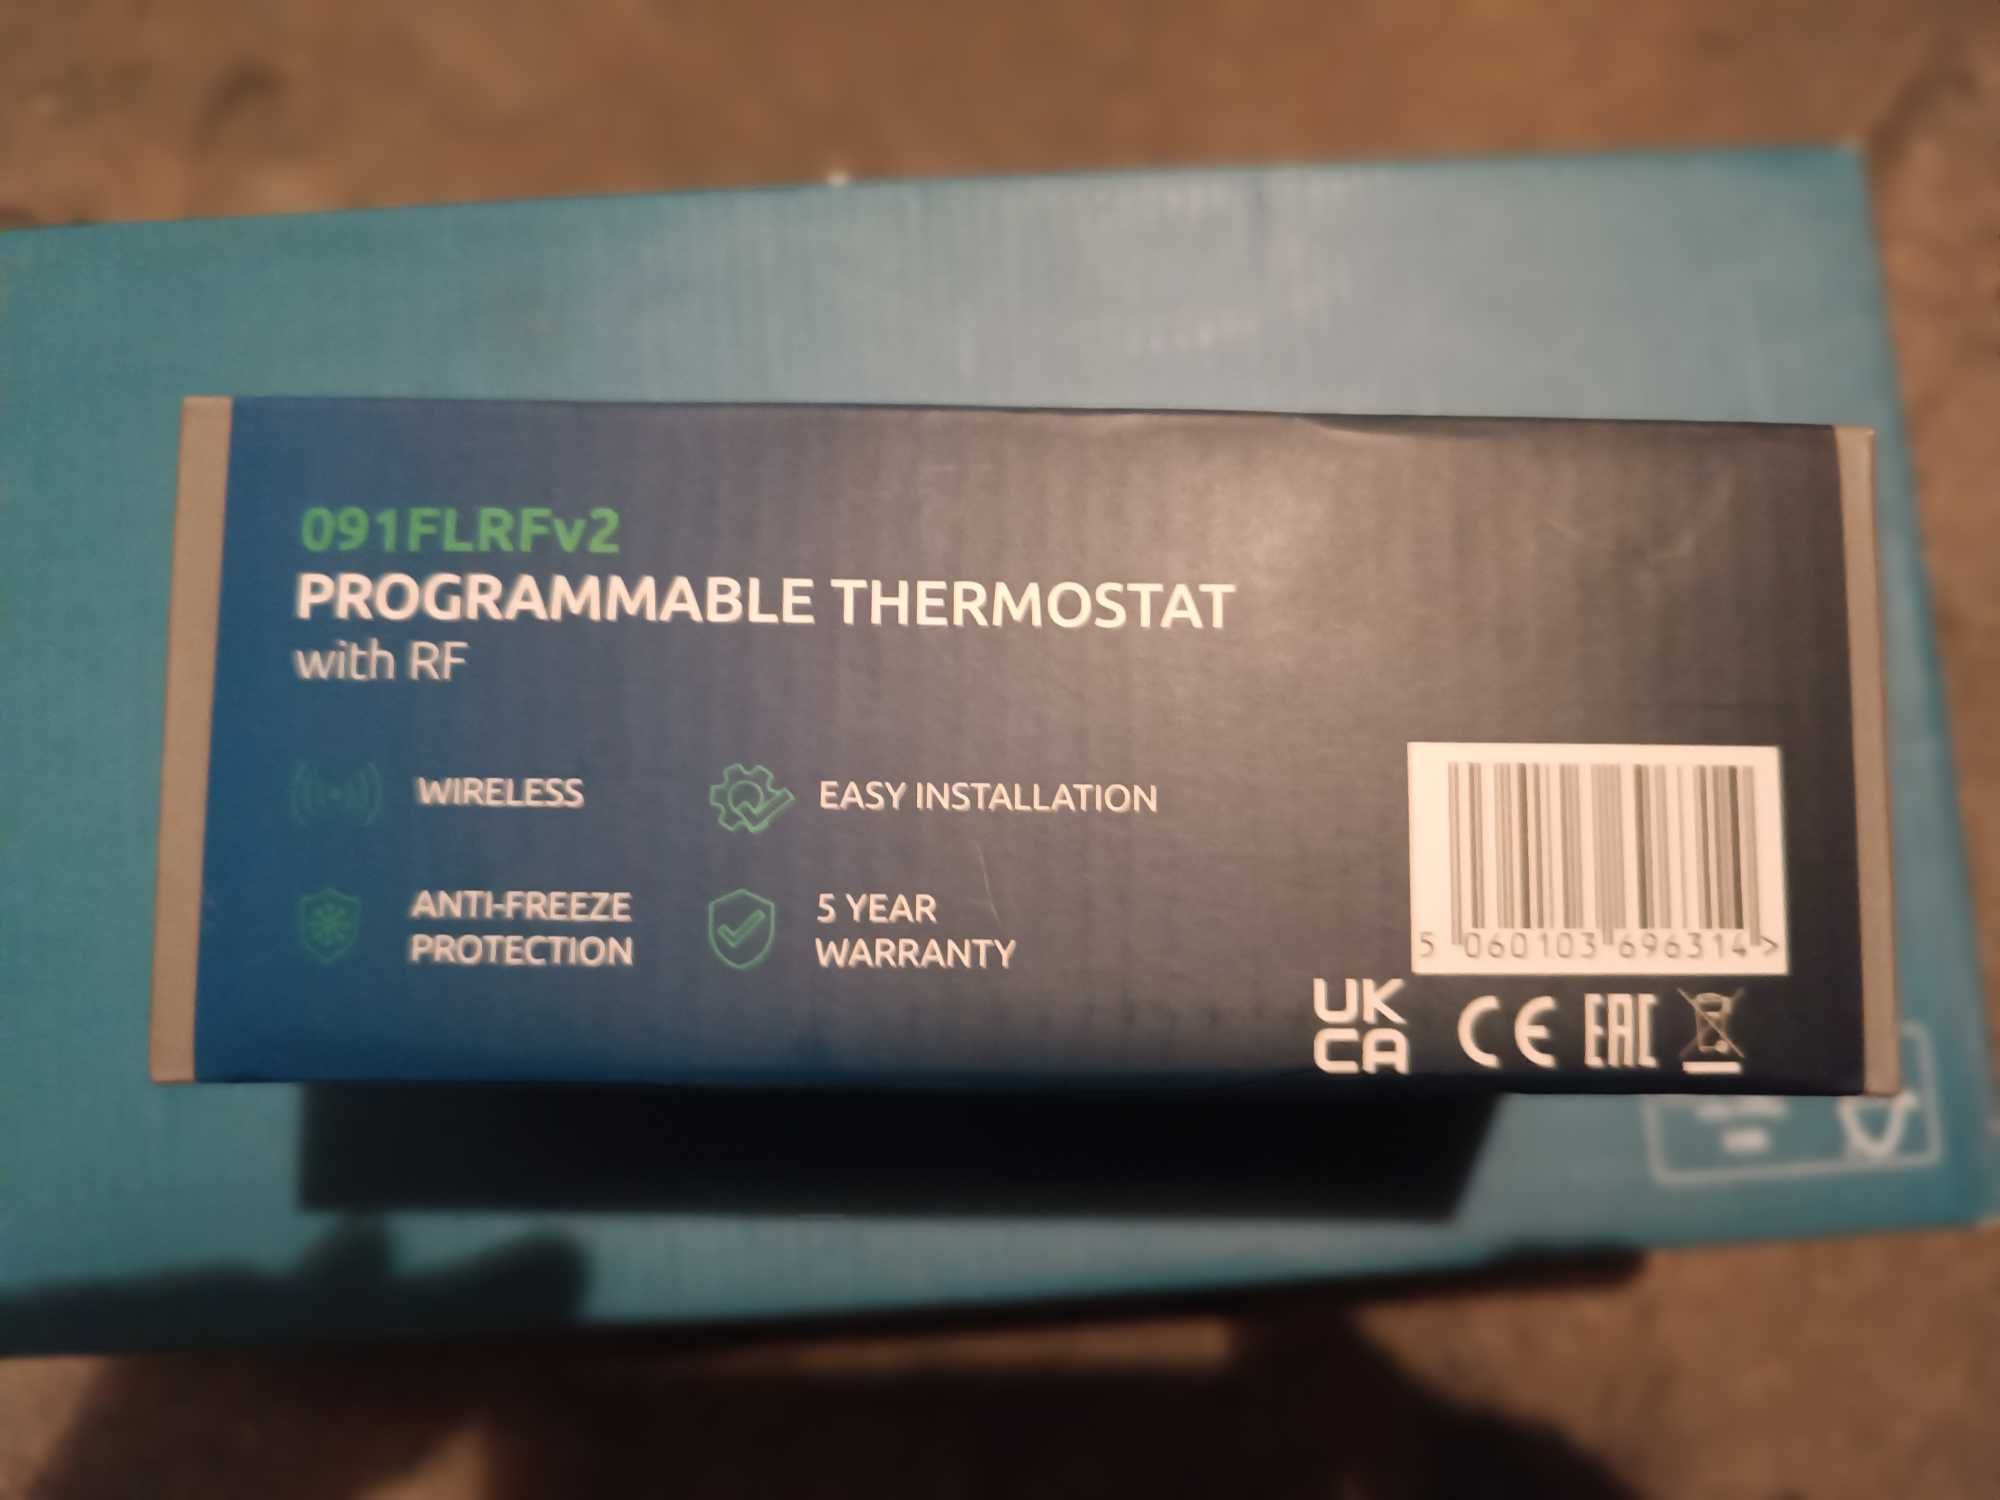 091FLRFv2
PROGRAMMABLE THERMOSTAT
with RF
WIRELESS
EASY INSTALLATION
ANTI-FREEZE
PROTECTION
5 YEAR
WARRANTY
5 060103 696314 >
UK
CA
CE
EAC